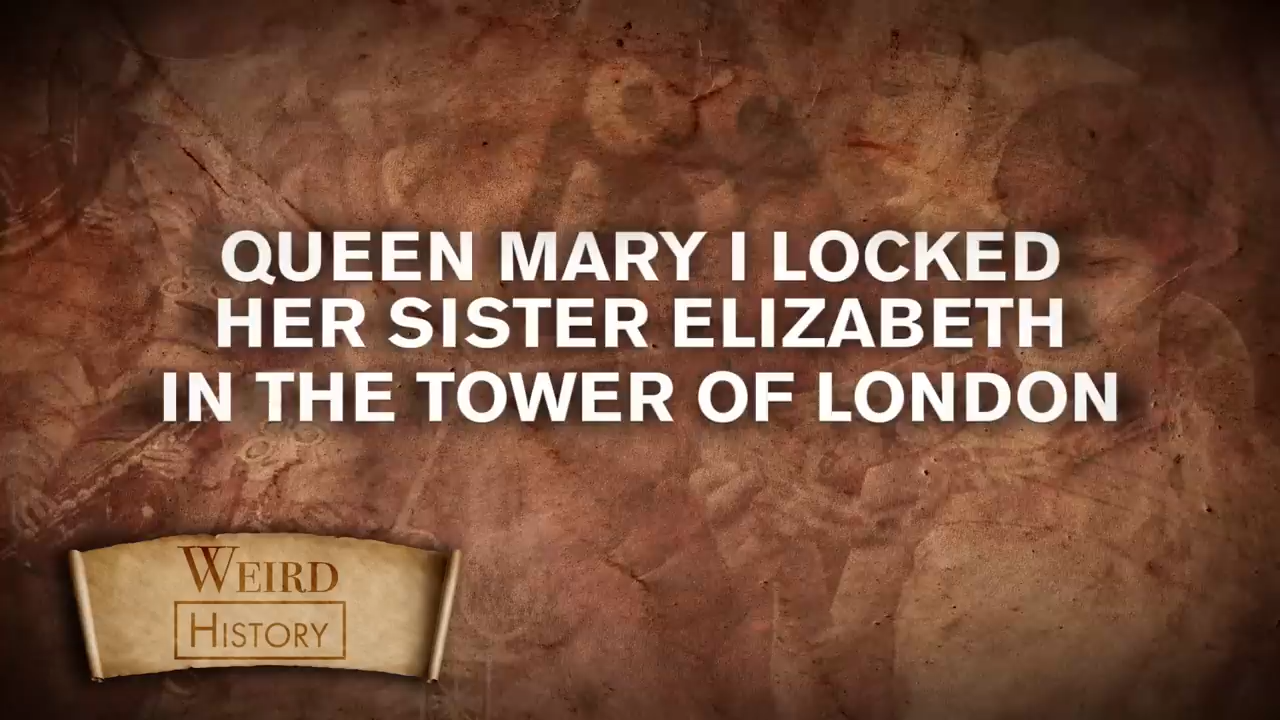 QUEEN MARY I LOCKED
HER SISTER ELIZABETH
IN THE TOWER OF LONDON
WEIRD
HISTORY